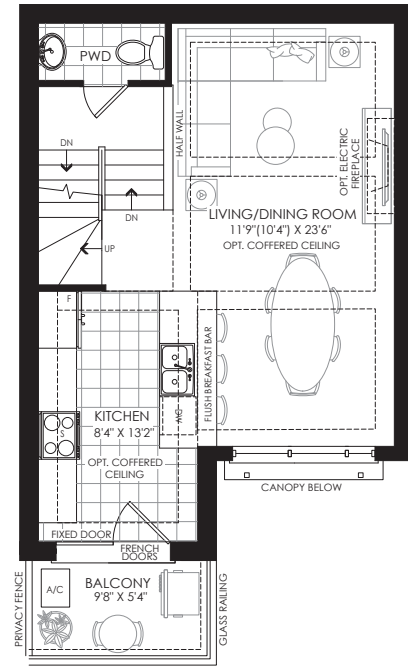 PWD
DN
HALF WALL
OPT. ELECTRIC
FIREPLACE
DN
LIVING/DINING ROOM
11'9"(10'4") X 23'6"
OPT. COFFERED CEILING
UP
F
FLUSH BREAKFAST BAR
KITCHEN
8'4" X 13'2"
S
OPT. COFFERED
CEILING
CANOPY BELOW
FIXED DOOR
FRENCH
DOORS
PRIVACY FENCE
A/C
BALCONY
9'8" X 5'4"
GLASS RAILING